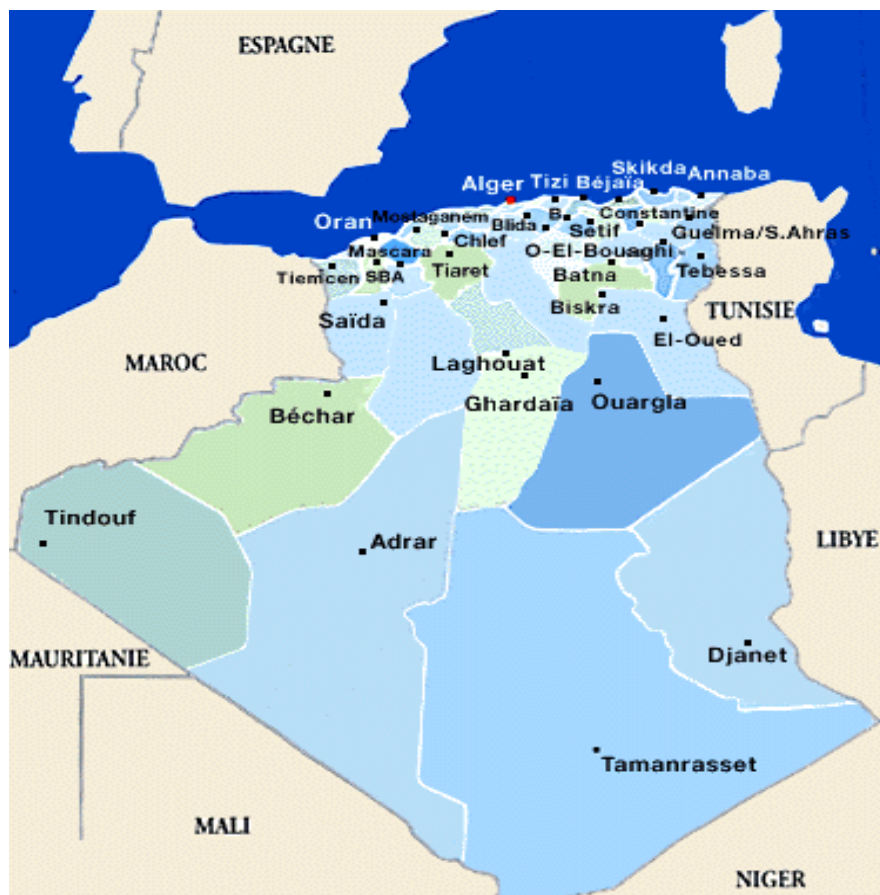 ESPAGNE
Skikda
Annaba
Alger
Tizi
Béjaïa
Oran
Mostaganem
Blida
B.
Sétif
Constantine
Chlef
Guelma/S.Ahras
Mascara
O-El-Bouaghi
Tiemcen
SBA
Tiaret
Batna
Tebessa
Saïda
Biskra
TUNISIE
El-Oued
MAROC
Laghouat
Béchar
Ghardaïa
Ouargla
Tindouf
Adrar
LIBYE
MAURITANIE
Djanet
Tamanrasset
MALI
NIGER